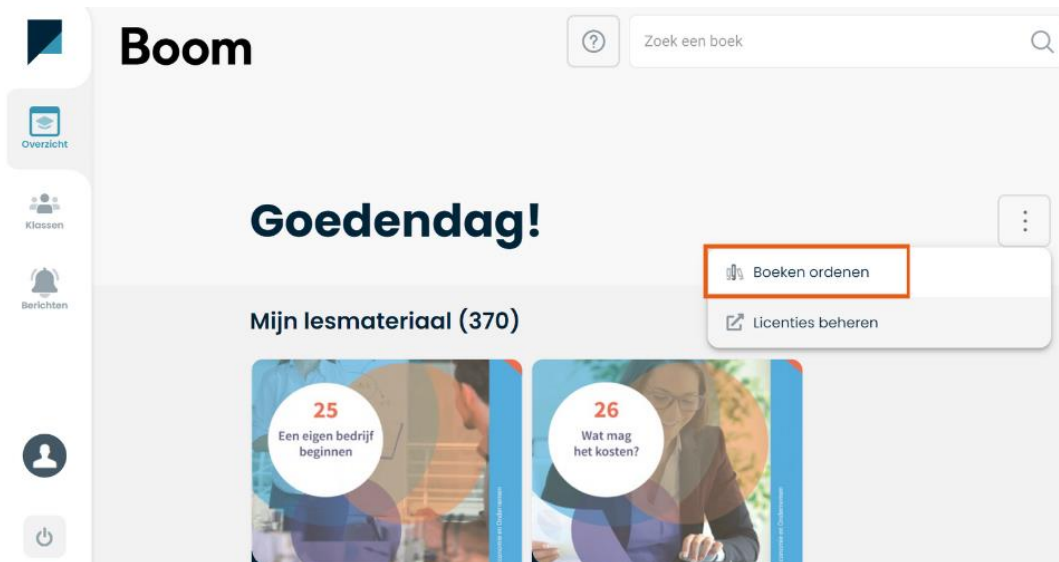 Boom
Zoek een boek
Overzicht
Klassen
Berichten
Goedendag!
Boeken ordenen
Licenties beheren
Mijn lesmateriaal (370)
25
Een eigen bedrijf
beginnen
26
Wat mag
het kosten?